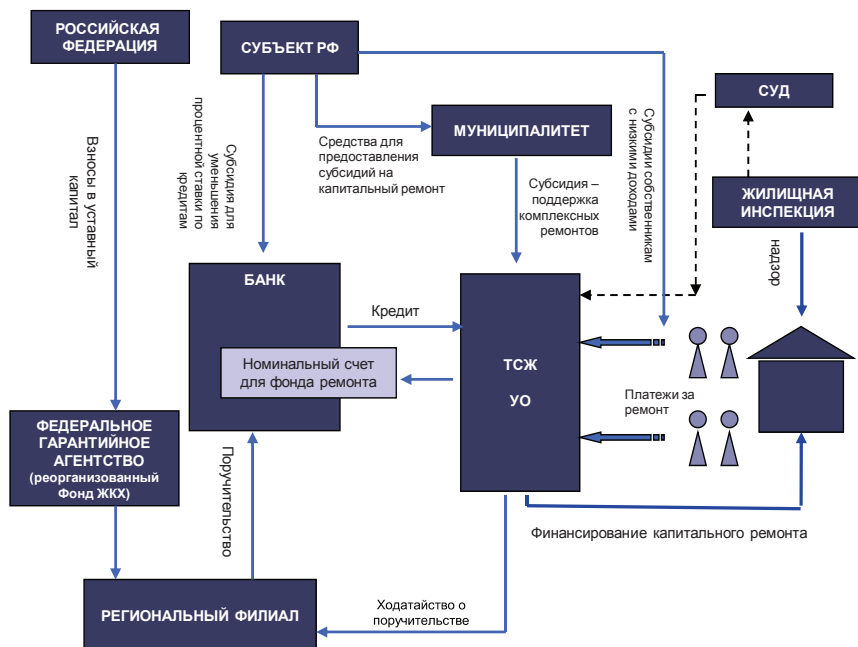 РОССИЙСКАЯ
ФЕДЕРАЦИЯ
СУБЪЕКТ РФ
СУД
МУНИЦИПАЛИТЕТ
ЖИЛИЩНАЯ
ИНСПЕКЦИЯ
Взносы в уставный
капитал
Субсидия для
уменьшения
процентной ставки по
кредитам
Средства для
предоставления
субсидий на
капитальный ремонт
Субсидия –
поддержка
комплексных
ремонтов
Субсидии собственникам
с низкими доходами
надзор
БАНК
Кредит
Номинальный счет
для фонда ремонта
ТСЖ
УО
Платежи за
ремонт
ФЕДЕРАЛЬНОЕ
ГАРАНТИЙНОЕ
АГЕНТСТВО
(реорганизованный
Фонд ЖКХ)
Поручительство
Финансирование капитального ремонта
РЕГИОНАЛЬНЫЙ ФИЛИАЛ
Ходатайство о
поручительстве